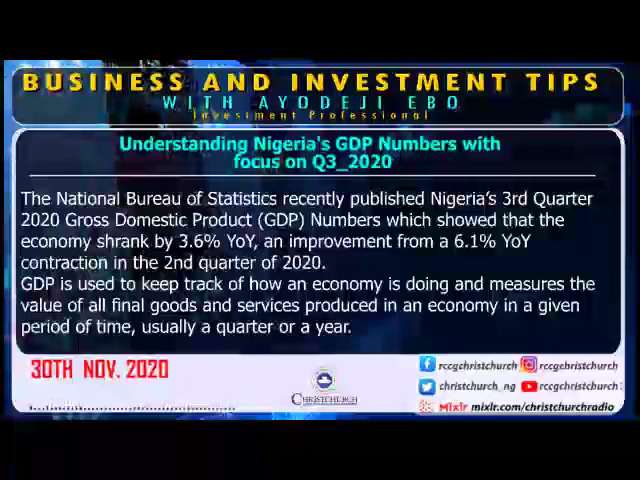 BUSINESS AND INVESTMENT TIPS
WITH AYODEJI EBO
Investment Professional
Understanding Nigeria's GDP Numbers with
focus on Q3_2020
The National Bureau of Statistics recently published Nigeria's 3rd Quarter
2020 Gross Domestic Product (GDP) Numbers which showed that the
economy shrank by 3.6% YoY, an improvement from a 6.1% YoY
contraction in the 2nd quarter of 2020.
GDP is used to keep track of how an economy is doing and measures the
value of all final goods and services produced in an economy in a given
period of time, usually a quarter or a year.
30TH NOV. 2020
CHRISTCHURCH
rccgchristchurch rccgchristchurch
christchurch_ng rccgchristchurch
Mixlr mixlr.com/christchurchradio